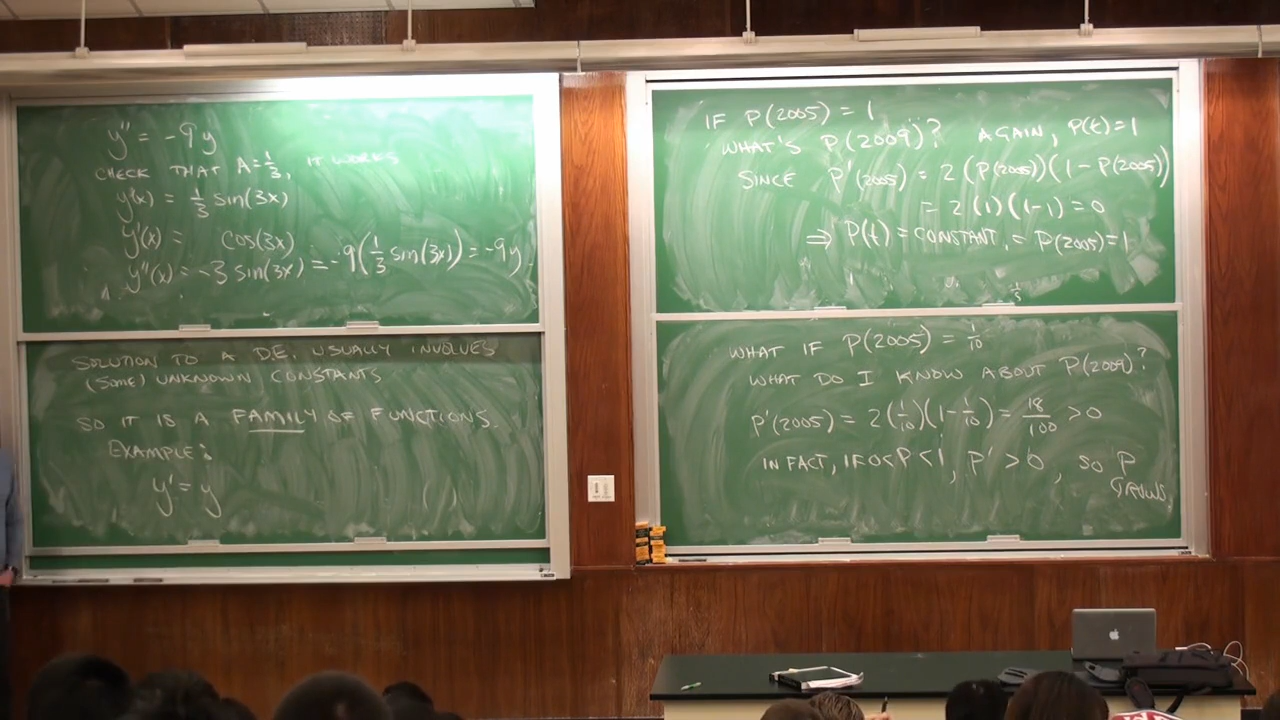 y'' = -9y
CHECK THAT A=1/3, IT WORKS
y(x) = 1/3 sin(3x)
y'(x) = cos(3x)
y''(x) = -3 sin(3x) = -9(1/3 sin(3x)) = -9y
SOLUTION TO A D.E. USUALLY INVOLVES
(SOME) UNKNOWN CONSTANTS
SO IT IS A FAMILY OF FUNCTIONS.
EXAMPLE:
y' = y
IF P(2005) = 1
WHAT'S P(2009)? AGAIN, P(t)=1
SINCE P'(2005) = 2(P(2005))(1-P(2005))
= 2(1)(1-1) = 0
⇒ P(t) = CONSTANT, = P(2005)=1
WHAT IF P(2005) = 1/10
WHAT DO I KNOW ABOUT P(2009)?
P'(2005) = 2(1/10)(1-1/10) = 18/100 >0
IN FACT, IF 0<P<1, P' > 0, SO P
GROWS.